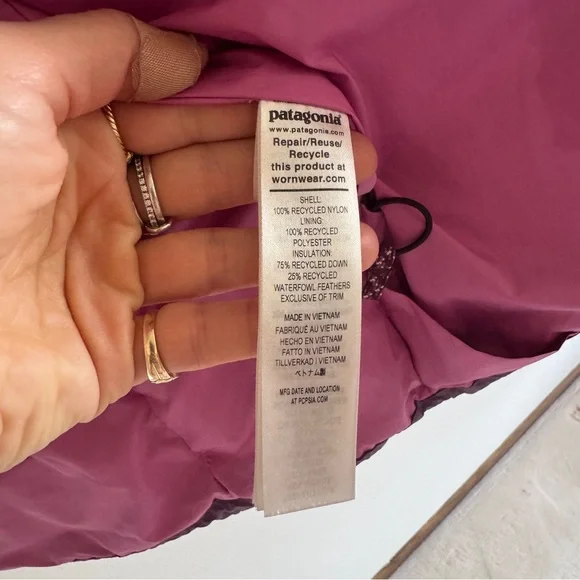 patagonia®
www.patagonia.com
Repair/Reuse/
Recycle
this product at
wornwear.com
SHELL:
100% RECYCLED NYLON
LINING:
100% RECYCLED
POLYESTER
INSULATION:
75% RECYCLED DOWN
25% RECYCLED
WATERFOWL FEATHERS
EXCLUSIVE OF TRIM
MADE IN VIETNAM
FABRIQUÉ AU VIETNAM
HECHO EN VIETNAM
FATTO IN VIETNAM
TILLVERKAD I VIETNAM
ベトナム製
MFG DATE AND LOCATION
AT PCFSIA.COM